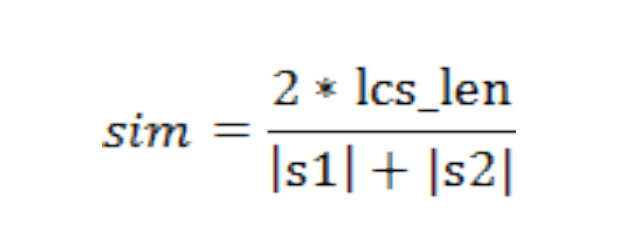 sim = 2 * lcs_len
|s1| + |s2|